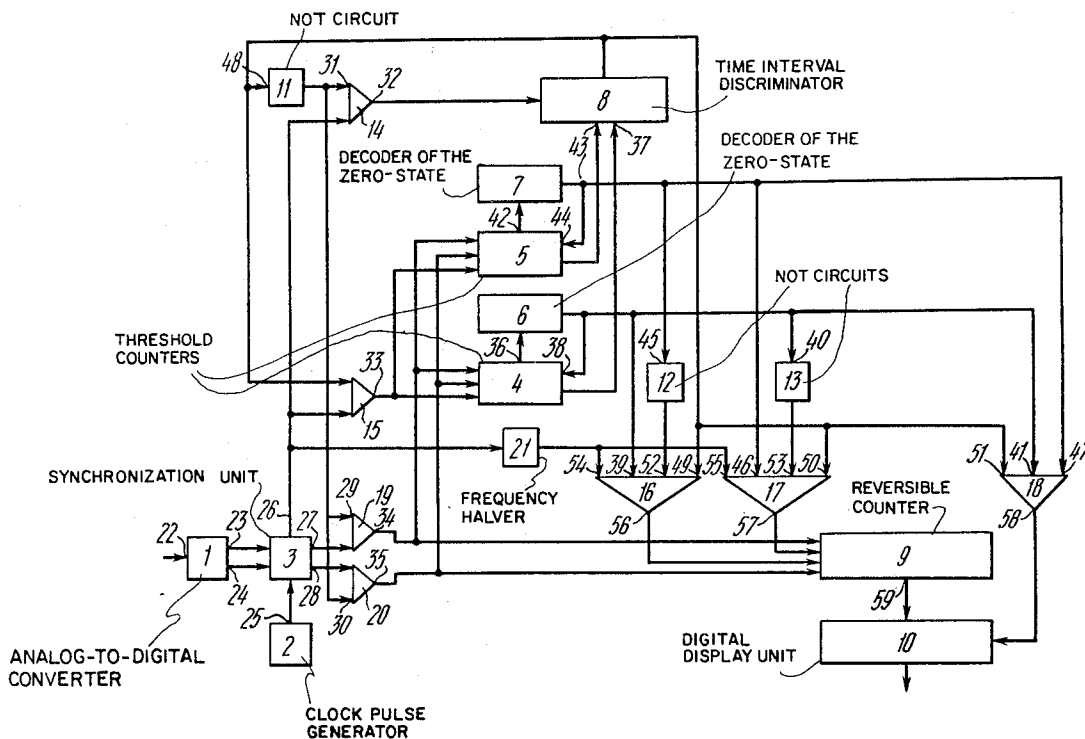 NOT CIRCUIT
48
11
31
32
14
8
TIME INTERVAL
DISCRIMINATOR
43
37
DECODER OF THE
ZERO-STATE
DECODER OF THE
ZERO-STATE
7
42
44
5
NOT CIRCUITS
6
THRESHOLD
COUNTERS
36
38
45
40
33
4
12
13
15
21
SYNCHRONIZATION UNIT
FREQUENCY
HALVER
54
39
52
49
55
46
53
50
51
41
47
16
17
18
56
57
58
REVERSIBLE
COUNTER
26
29
19
34
22
23
27
1
3
24
28
35
30
20
9
59
25
2
ANALOG-TO-DIGITAL
CONVERTER
CLOCK PULSE
GENERATOR
DIGITAL
DISPLAY UNIT
10